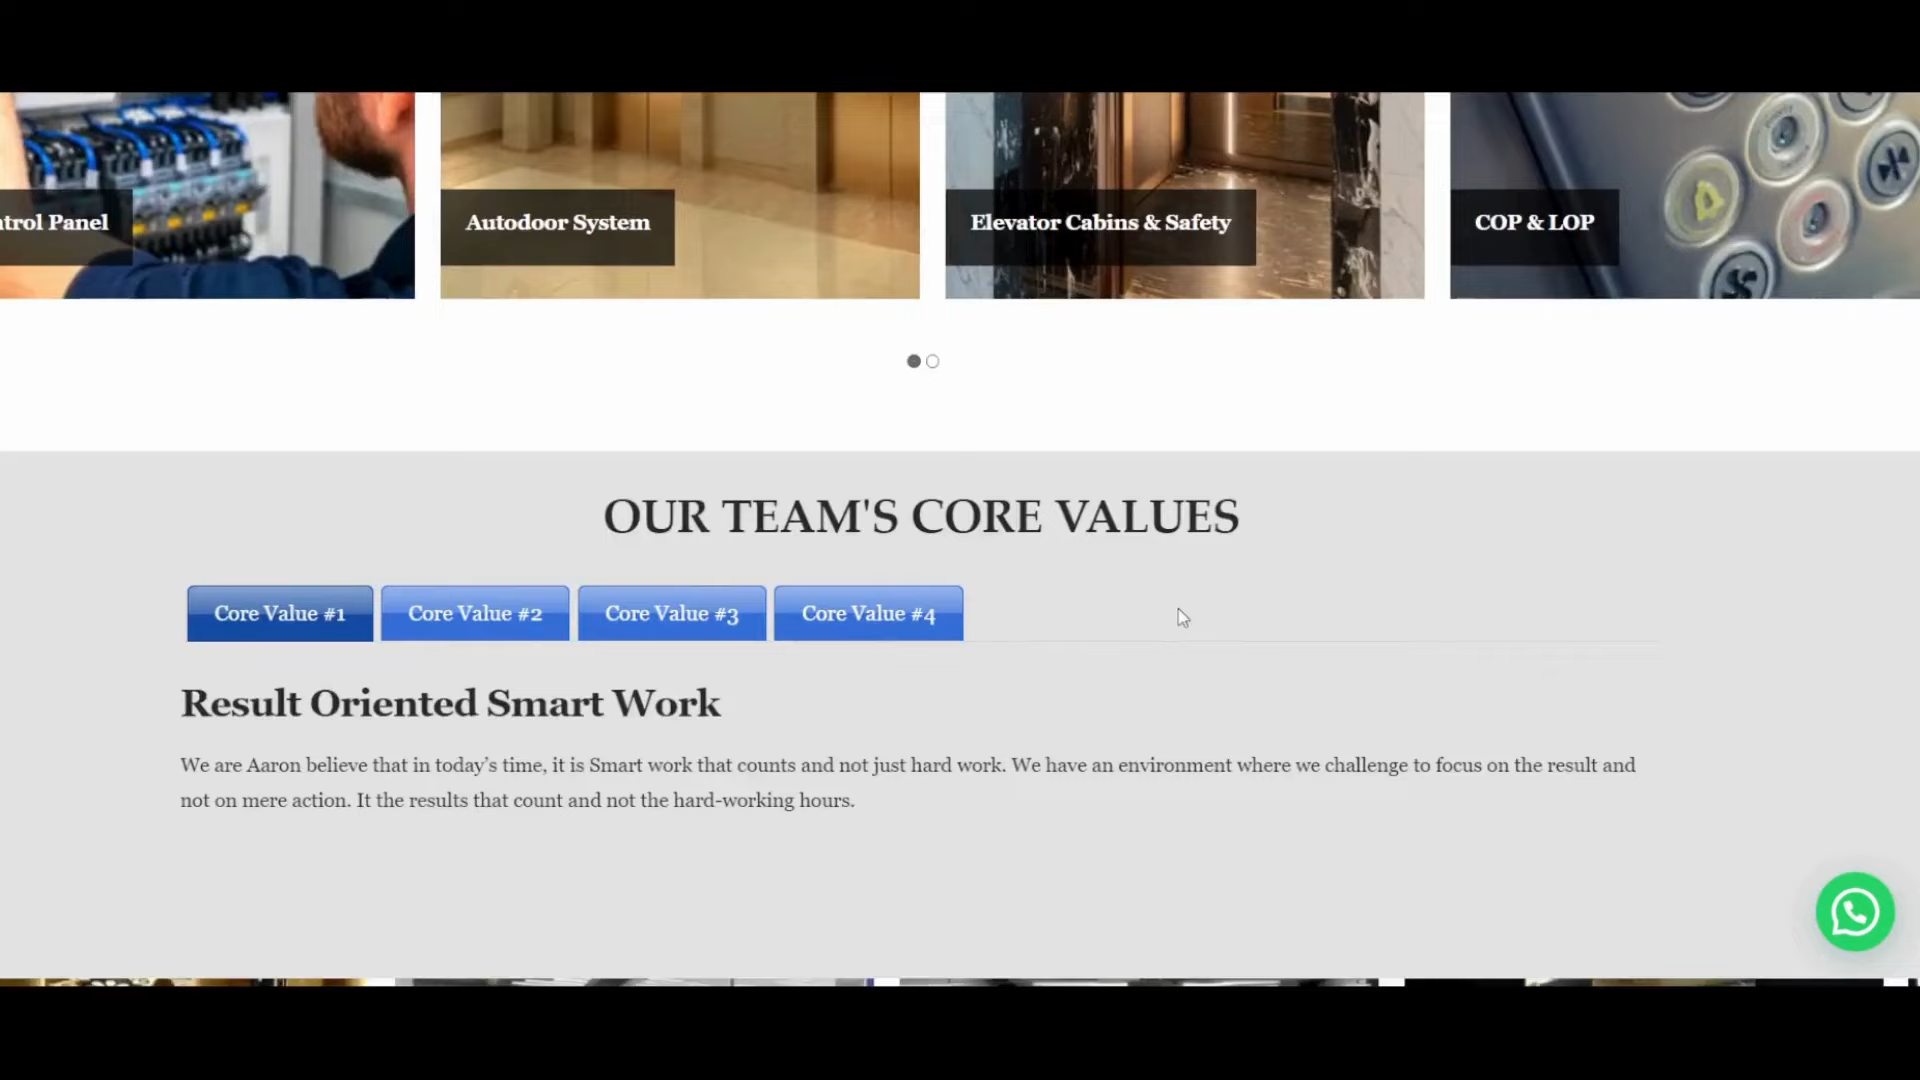 trol Panel
Autodoor System
Elevator Cabins & Safety
COP & LOP
OUR TEAM'S CORE VALUES
Core Value #1
Core Value #2
Core Value #3
Core Value #4
Result Oriented Smart Work
We are Aaron believe that in today's time, it is Smart work that counts and not just hard work. We have an environment where we challenge to focus on the result and
not on mere action. It the results that count and not the hard-working hours.